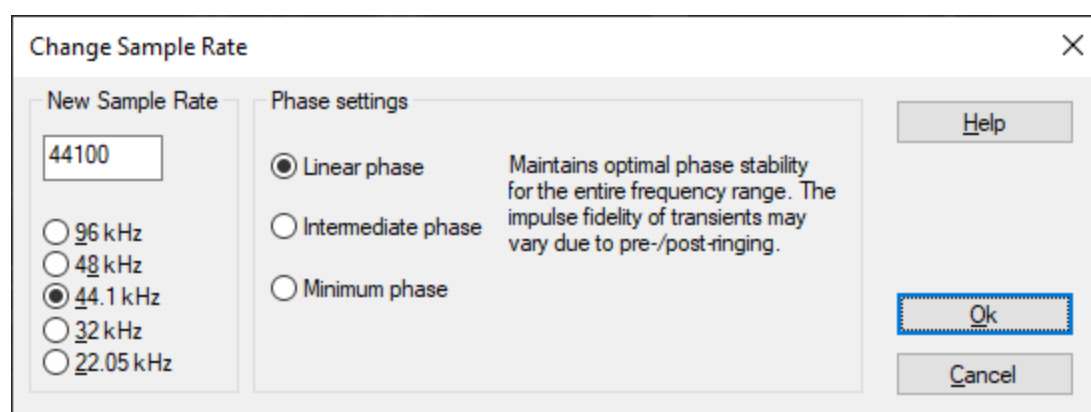 Change Sample Rate
New Sample Rate
44100
96 kHz
48 kHz
44.1 kHz
32 kHz
22.05 kHz
Phase settings
Linear phase
Intermediate phase
Minimum phase
Maintains optimal phase stability
for the entire frequency range. The
impulse fidelity of transients may
vary due to pre-/post-ringing.
Help
Ok
Cancel